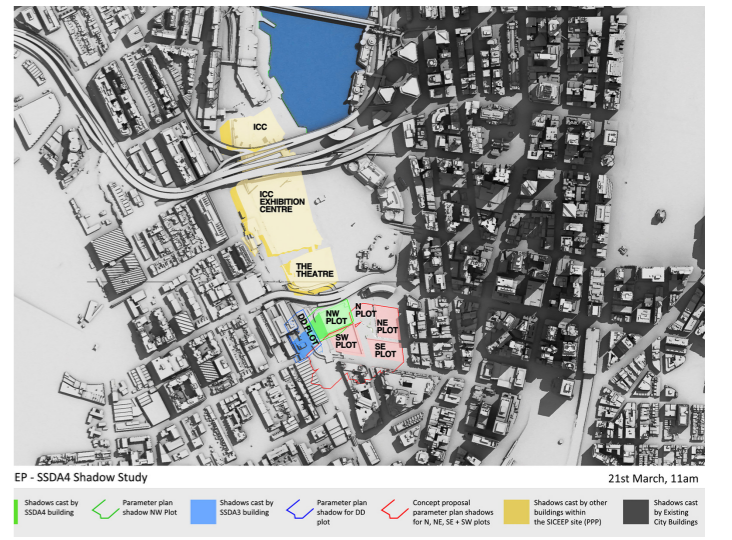 ICC
ICC
EXHIBITION
CENTRE
THE
THEATRE
DD PLOT
NW
PLOT
N
PLOT
NE
PLOT
SW
PLOT
SE
PLOT
EP - SSDA4 Shadow Study
21st March, 11am
Shadows cast by
SSDA4 building
Parameter plan
shadow NW Plot
Shadows cast by
SSDA3 building
Parameter plan
shadow for DD
plot
Concept proposal
parameter plan shadows
for N, NE, SE + SW plots
Shadows cast by other
buildings within
the SICEEP site (PPP)
Shadows cast
by Existing
City Buildings